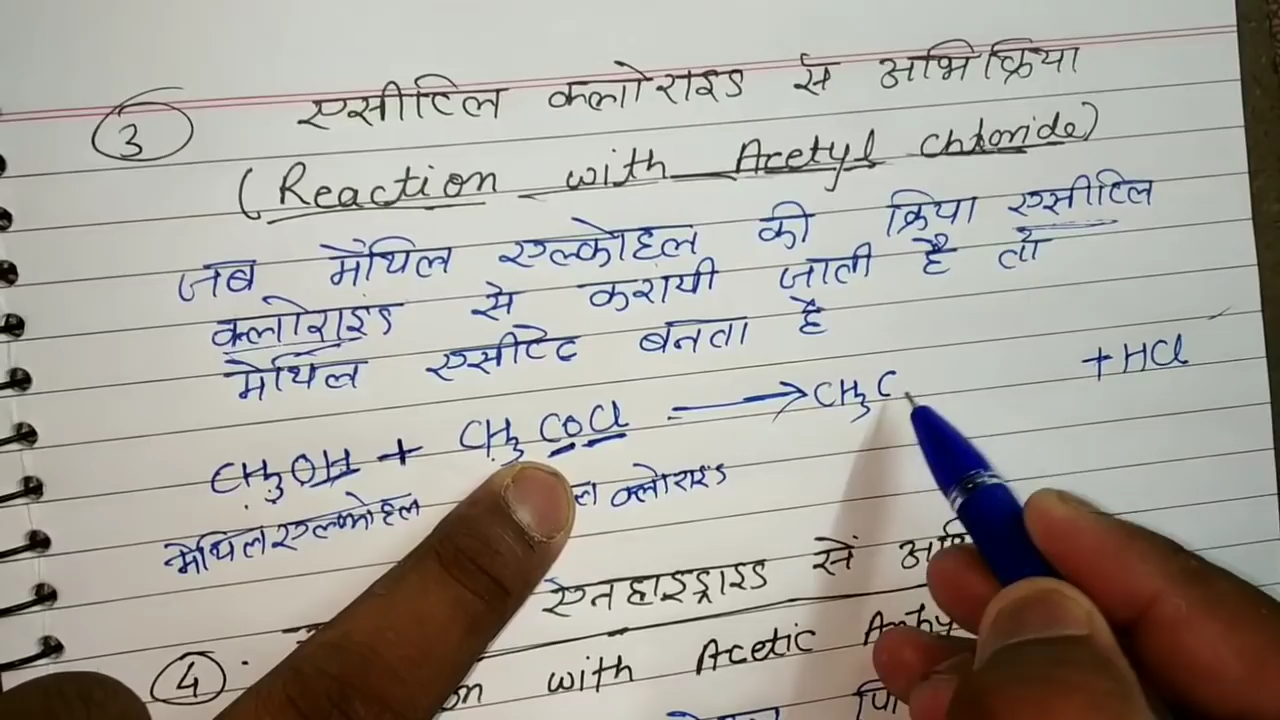 3 एसीटिल क्लोराइड से अभिक्रिया
(Reaction with Acetyl chloride)
जब मेथिल एल्कोहल की क्रिया एसीटिल
क्लोराइड से करायी जाती है तो
मेथिल एसीटेट बनता है
CH3OH + CH3COCl → CH3C + HCl
मेथिल एल्कोहल ल क्लोराइड
ऐनहाइड्राइड से
4 with Acetic